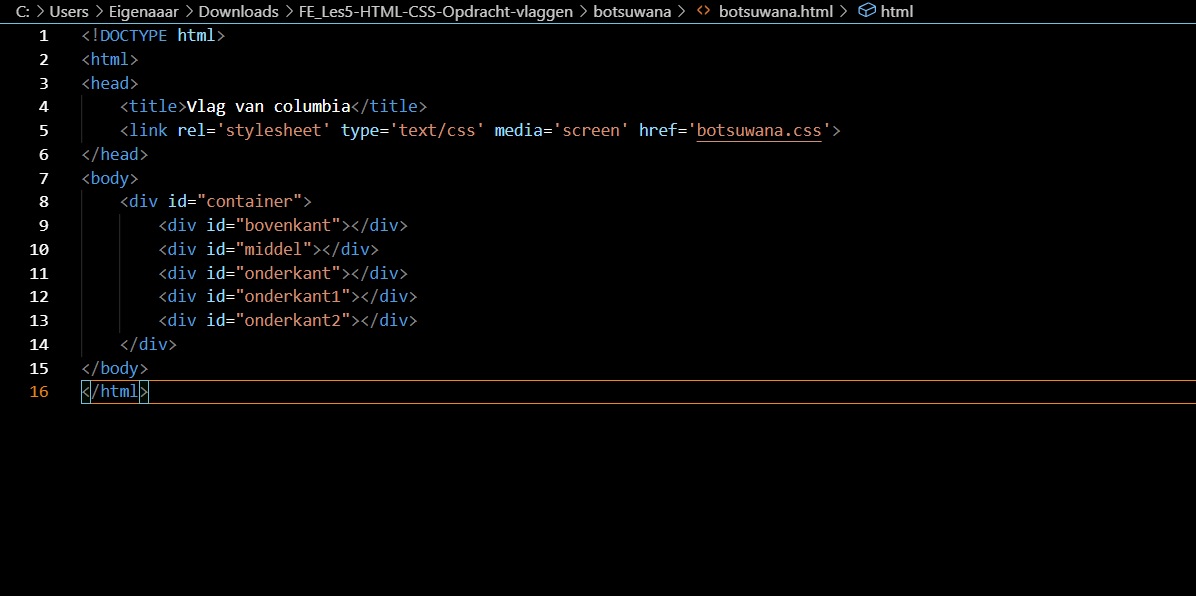 C: > Users > Eigenaaar > Downloads > FE_Les5-HTML-CSS-Opdracht-vlaggen > botsuwana > <> botsuwana.html > html
1 <!DOCTYPE html>
2 <html>
3 <head>
4 <title>Vlag van columbia</title>
5 <link rel='stylesheet' type='text/css' media='screen' href='botsuwana.css'>
6 </head>
7 <body>
8 <div id="container">
9 <div id="bovenkant"></div>
10 <div id="middel"></div>
11 <div id="onderkant"></div>
12 <div id="onderkant1"></div>
13 <div id="onderkant2"></div>
14 </div>
15 </body>
16 </html>